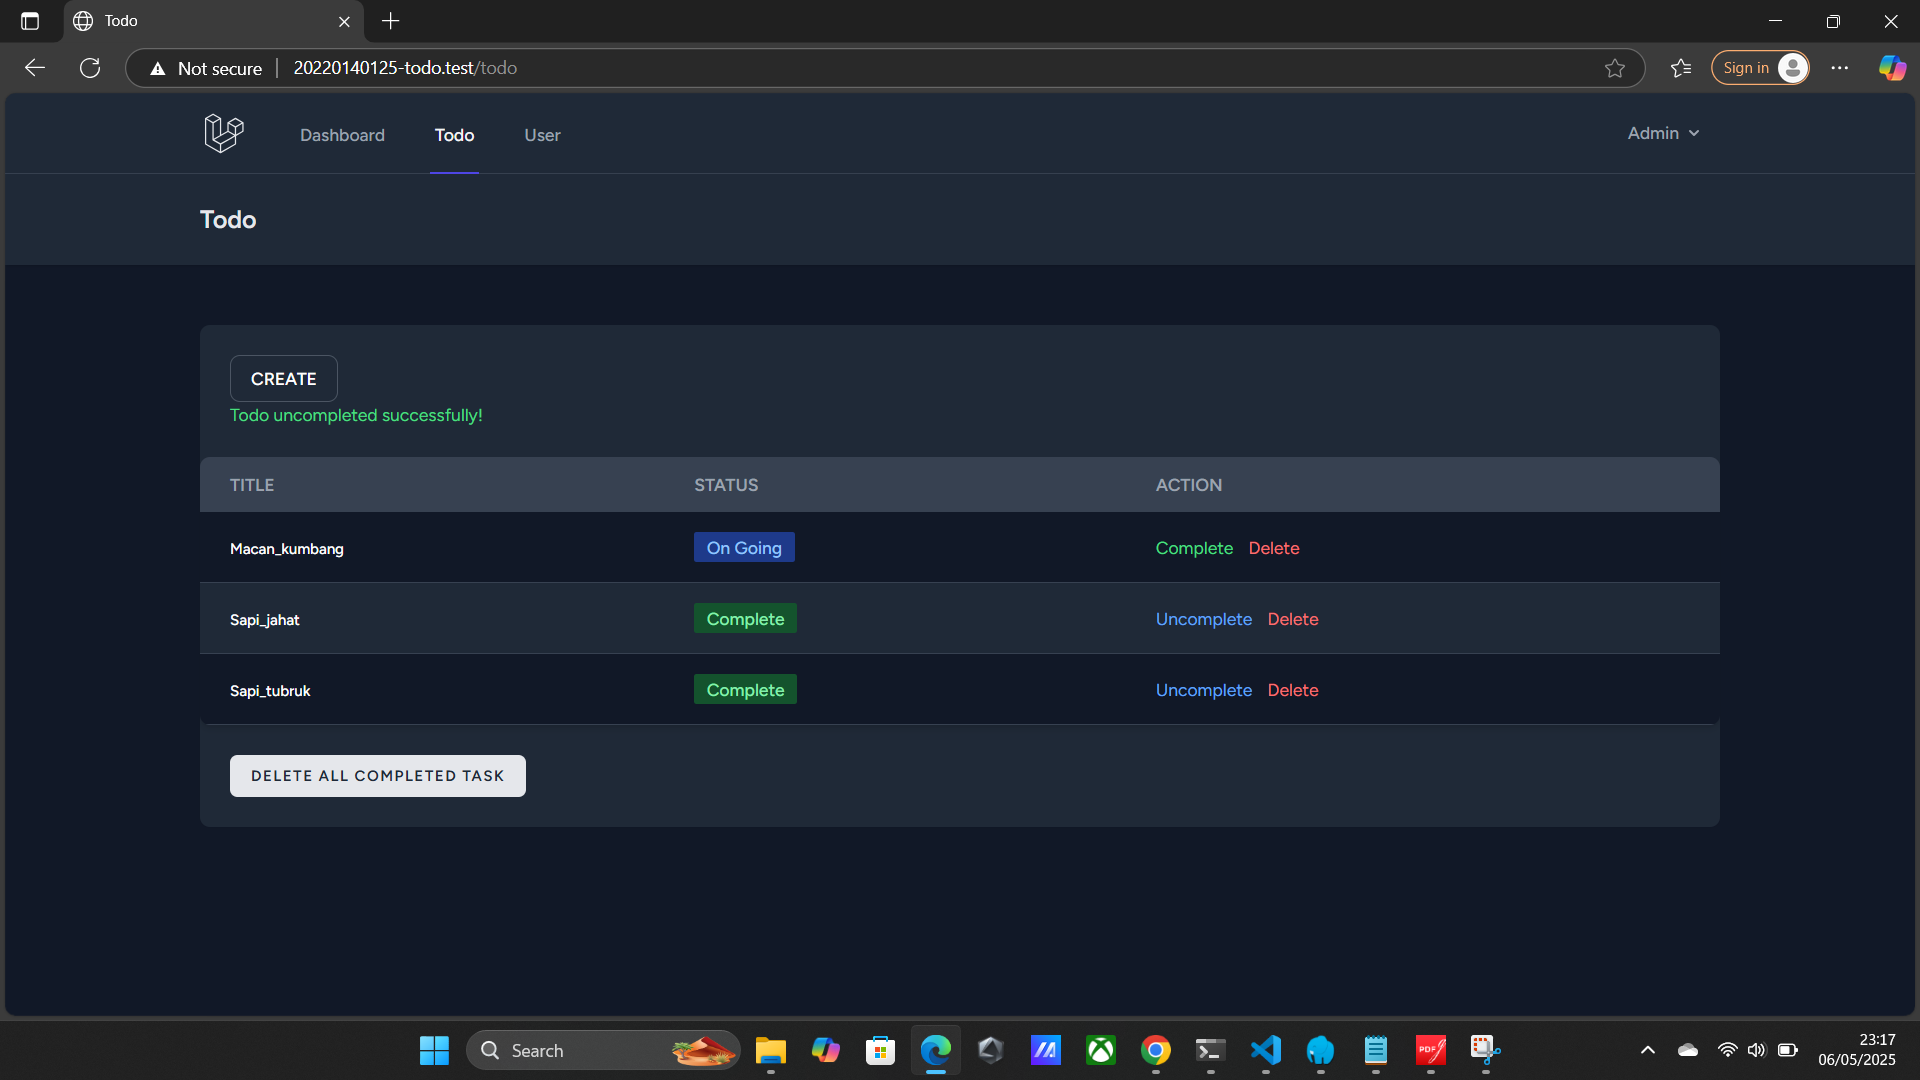 Todo
Not secure
20220140125-todo.test/todo
Sign in
Dashboard
Todo
User
Admin
Todo
CREATE
Todo uncompleted successfully!
TITLE STATUS ACTION
Macan_kumbang On Going Complete Delete
Sapi_jahat Complete Uncomplete Delete
Sapi_tubruk Complete Uncomplete Delete
DELETE ALL COMPLETED TASK
Search
PDF
23:17
06/05/2025